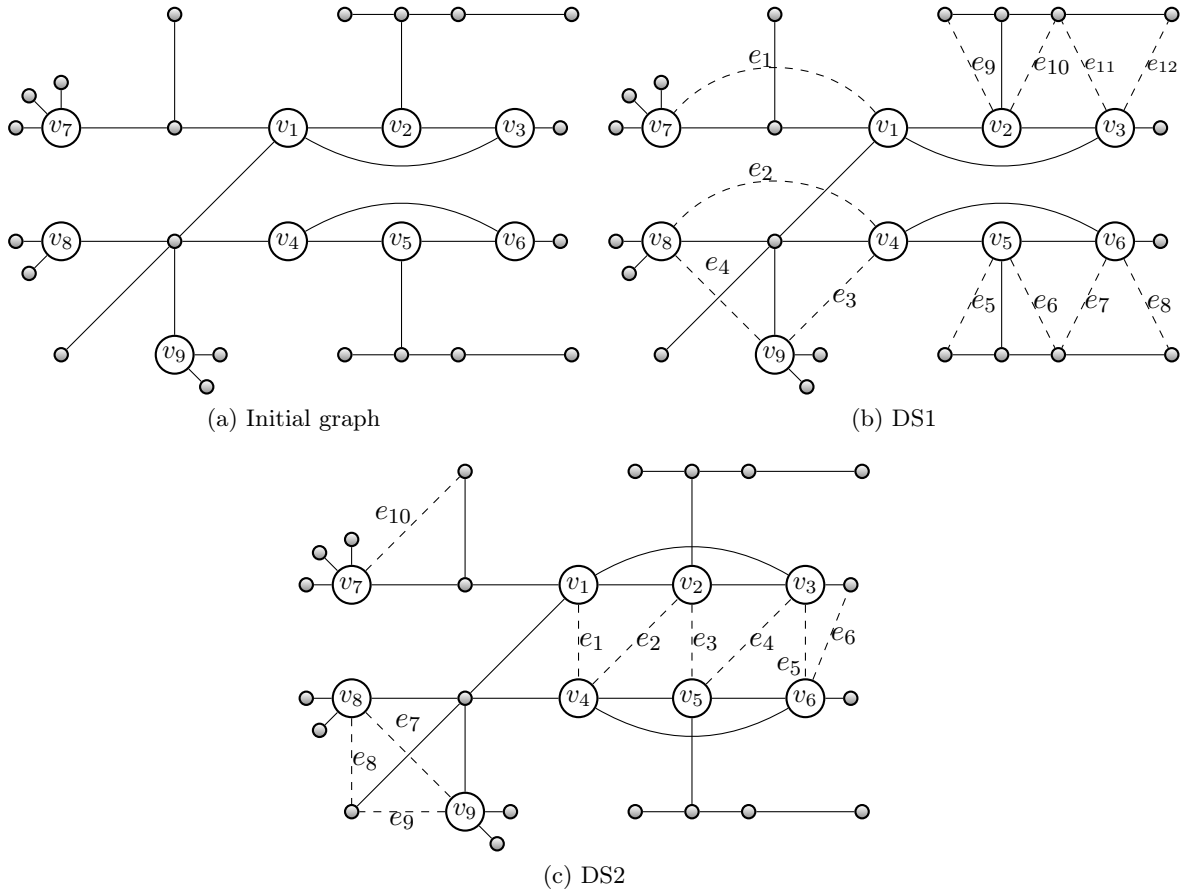 v7 v1 v2 v3
v8 v4 v5 v6
v9
(a) Initial graph
e1 e9 e10 e11 e12
v7 v1 v2 v3
e2
v8 v4 v5 v6
e4 e3 e5 e6 e7 e8
v9
(b) DS1
e10
v7 v1 v2 v3
e1 e2 e3 e4 e5 e6
v8 v4 v5 v6
e7
e8
e9 v9
(c) DS2